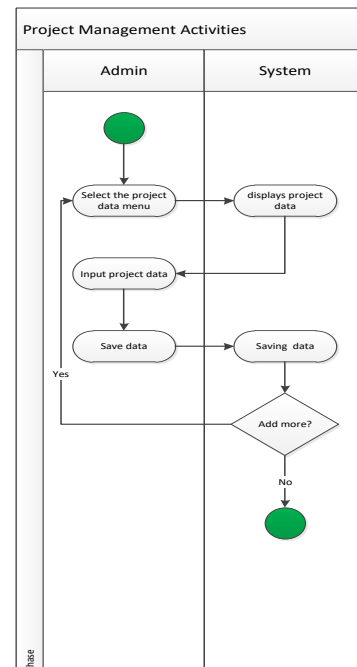 Project Management Activities
Admin
System
Select the project
data menu
displays project
data
Input project data
Save data
Saving data
Yes
Add more?
No
hase